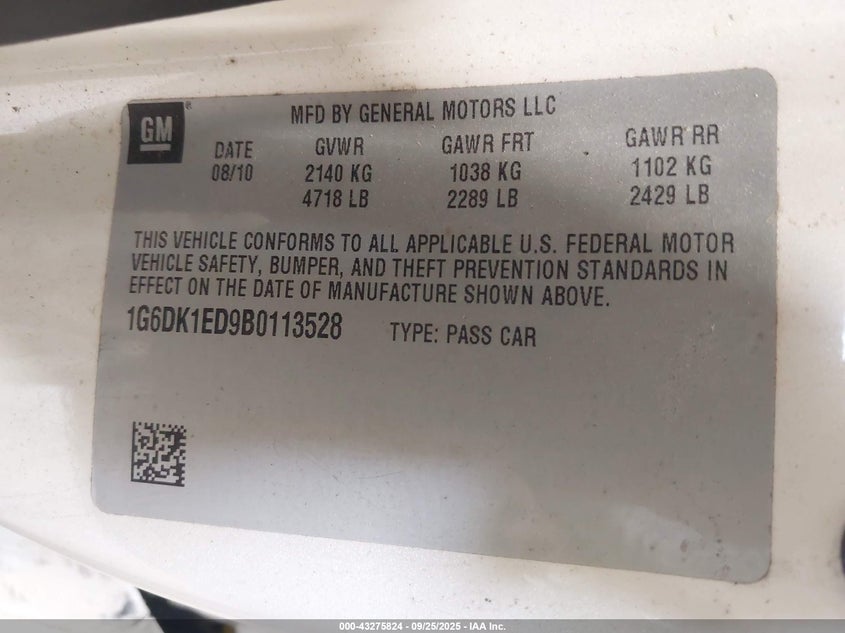 GM®
MFD BY GENERAL MOTORS LLC
DATE GVWR GAWR FRT GAWR RR
08/10 2140 KG 1038 KG 1102 KG
4718 LB 2289 LB 2429 LB
THIS VEHICLE CONFORMS TO ALL APPLICABLE U.S. FEDERAL MOTOR
VEHICLE SAFETY, BUMPER, AND THEFT PREVENTION STANDARDS IN
EFFECT ON THE DATE OF MANUFACTURE SHOWN ABOVE.
1G6DK1ED9B0113528 TYPE: PASS CAR
000-43275824 | 09/25/2025 | IAA Inc.